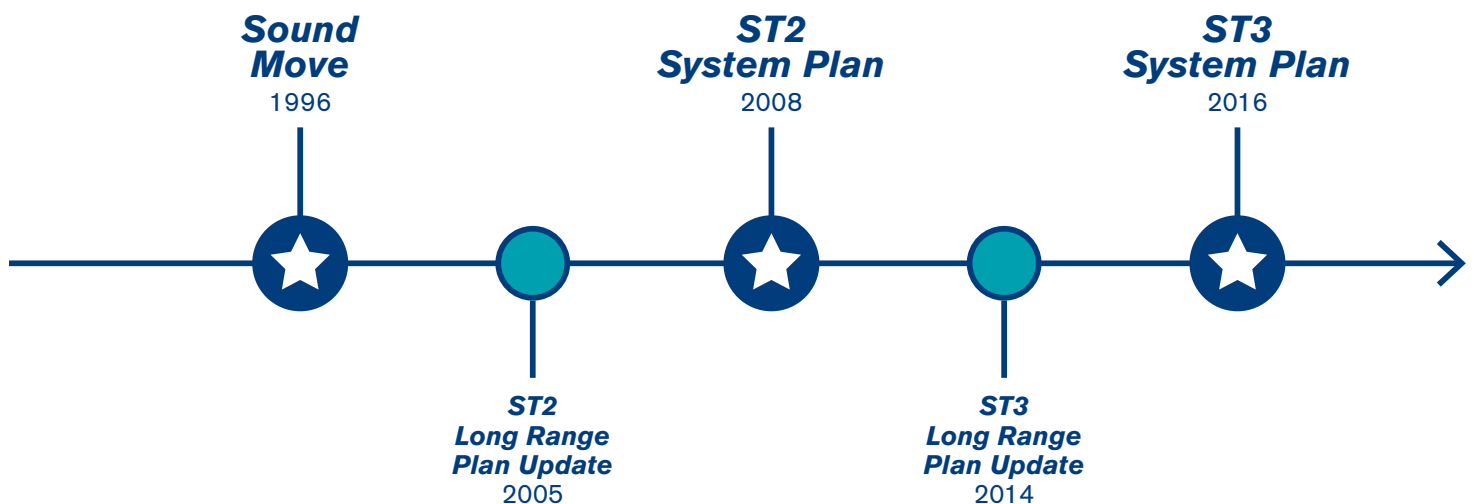 Sound
Move
1996
ST2
System Plan
2008
ST3
System Plan
2016
ST2
Long Range
Plan Update
2005
ST3
Long Range
Plan Update
2014